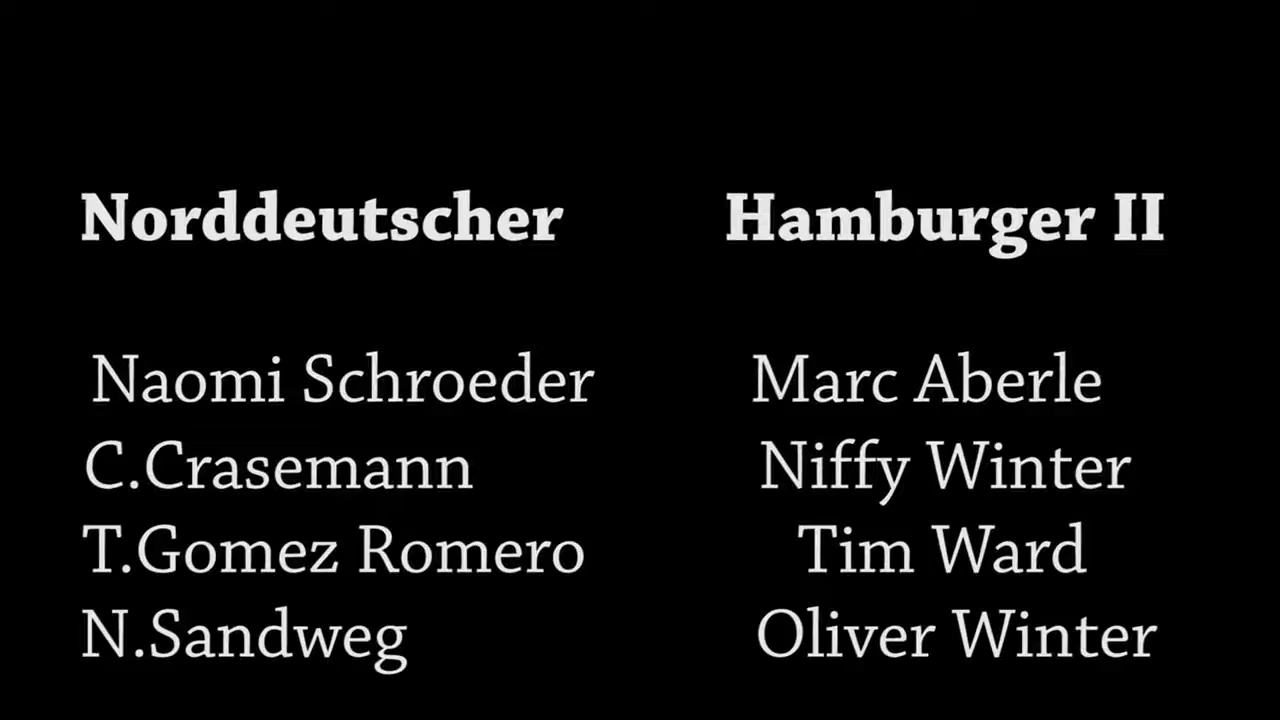 Norddeutscher
Naomi Schroeder
C.Crasemann
T.Gomez Romero
N.Sandweg
Hamburger II
Marc Aberle
Niffy Winter
Tim Ward
Oliver Winter